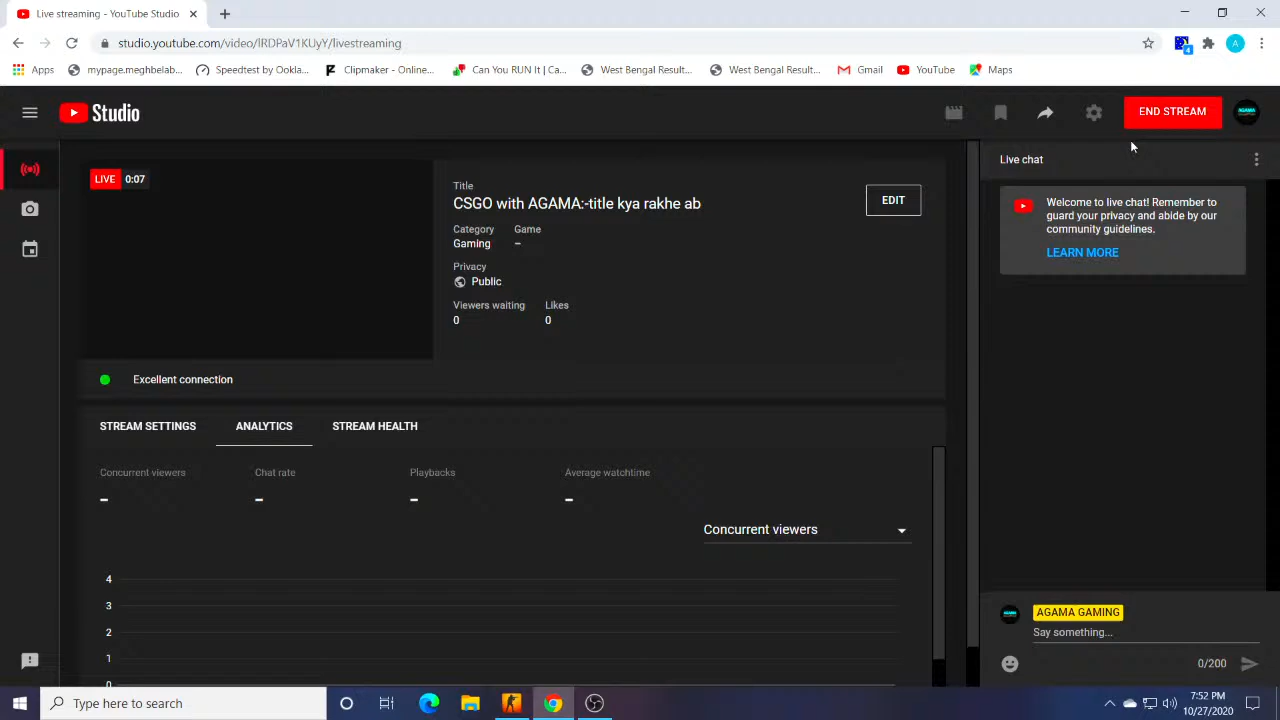 Live streaming - YouTube Studio
studio.youtube.com/video/lRDPaV1KUyY/livestreaming
4
A
Apps
mypage.meghbelab...
Speedtest by Ookla...
Clipmaker - Online...
Can You RUN It | Ca...
West Bengal Result...
West Bengal Result...
Gmail
YouTube
Maps
Studio
END STREAM
AGAMA
LIVE 0:07
Title
CSGO with AGAMA:-title kya rakhe ab
EDIT
Category Game
Gaming –
Privacy
Public
Viewers waiting Likes
0 0
Excellent connection
STREAM SETTINGS ANALYTICS STREAM HEALTH
Concurrent viewers Chat rate Playbacks Average watchtime
– – – –
Concurrent viewers
4
3
2
1
0
Live chat
Welcome to live chat! Remember to
guard your privacy and abide by our
community guidelines.
LEARN MORE
AGAMA GAMING
Say something...
0/200
Type here to search
7:52 PM
10/27/2020